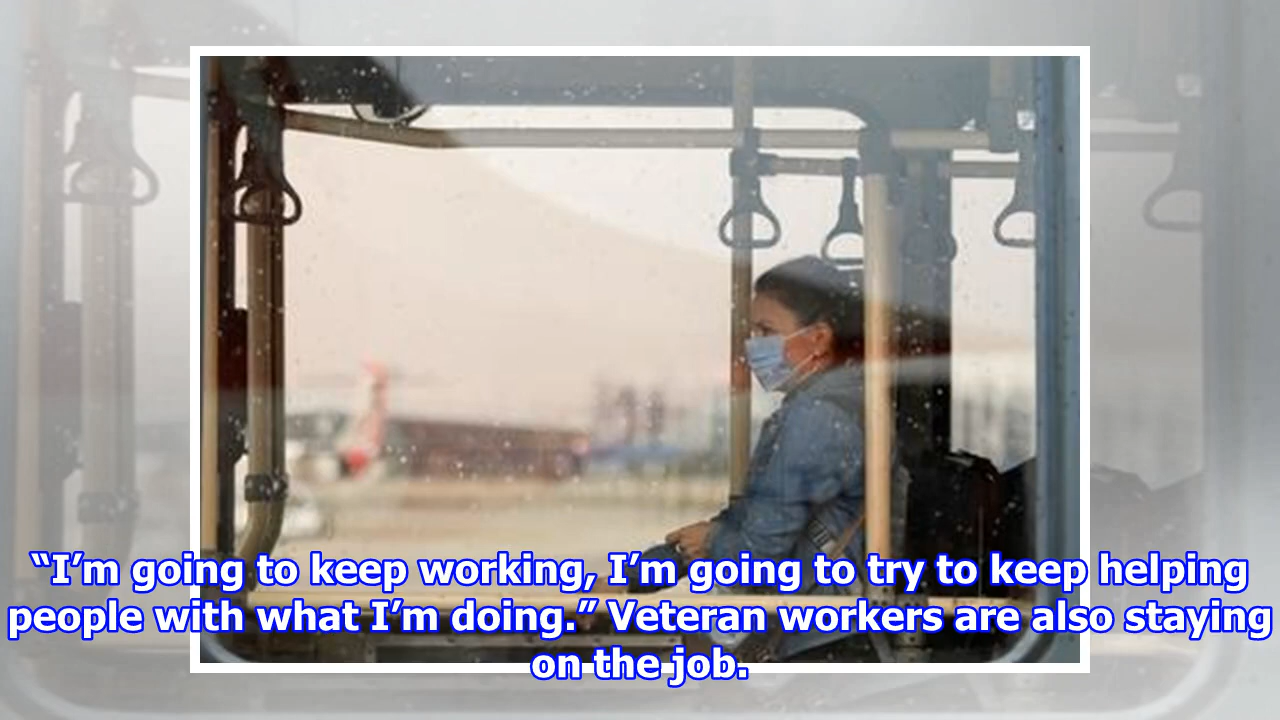 “I’m going to keep working, I’m going to try to keep helping
people with what I’m doing.” Veteran workers are also staying
on the job.